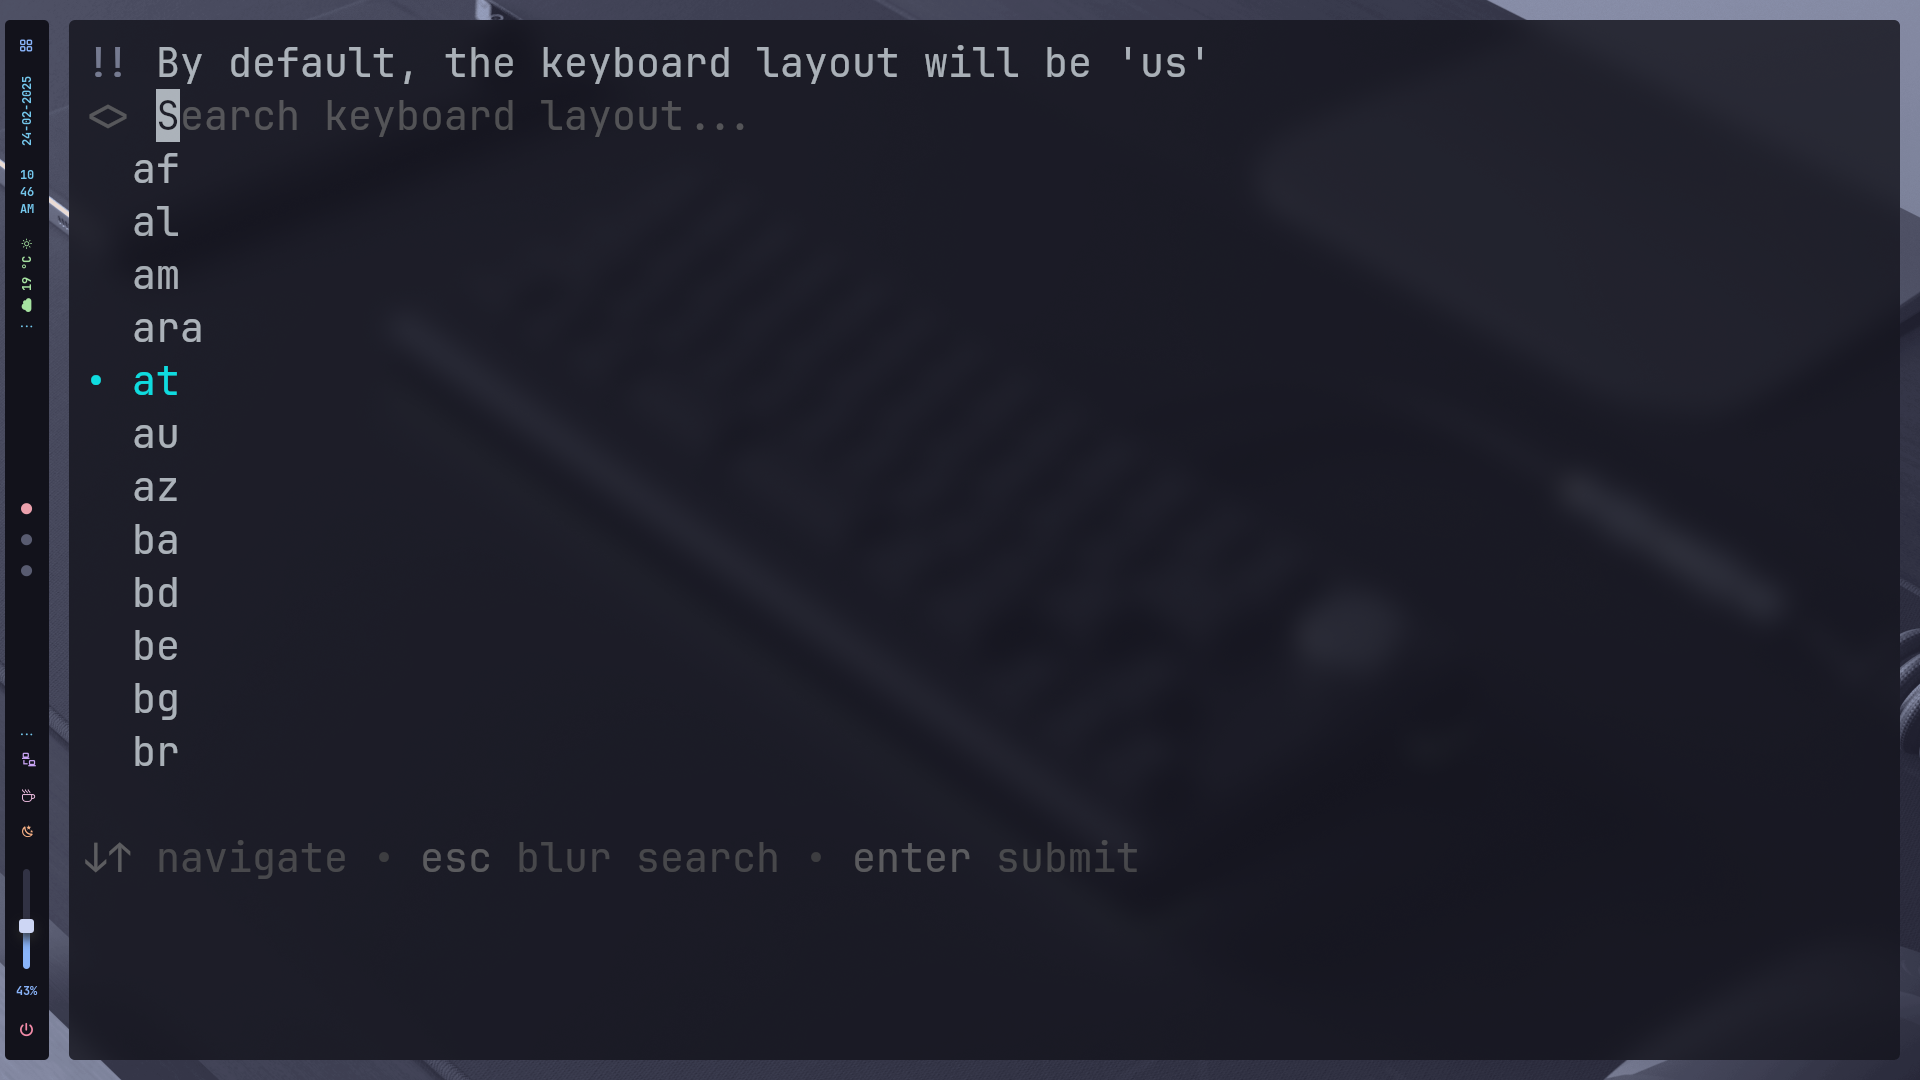 24-02-2025
10
46
AM
19 °C
43%
!! By default, the keyboard layout will be 'us'
<> Search keyboard layout...
af
al
am
ara
• at
au
az
ba
bd
be
bg
br
↓↑ navigate • esc blur search • enter submit